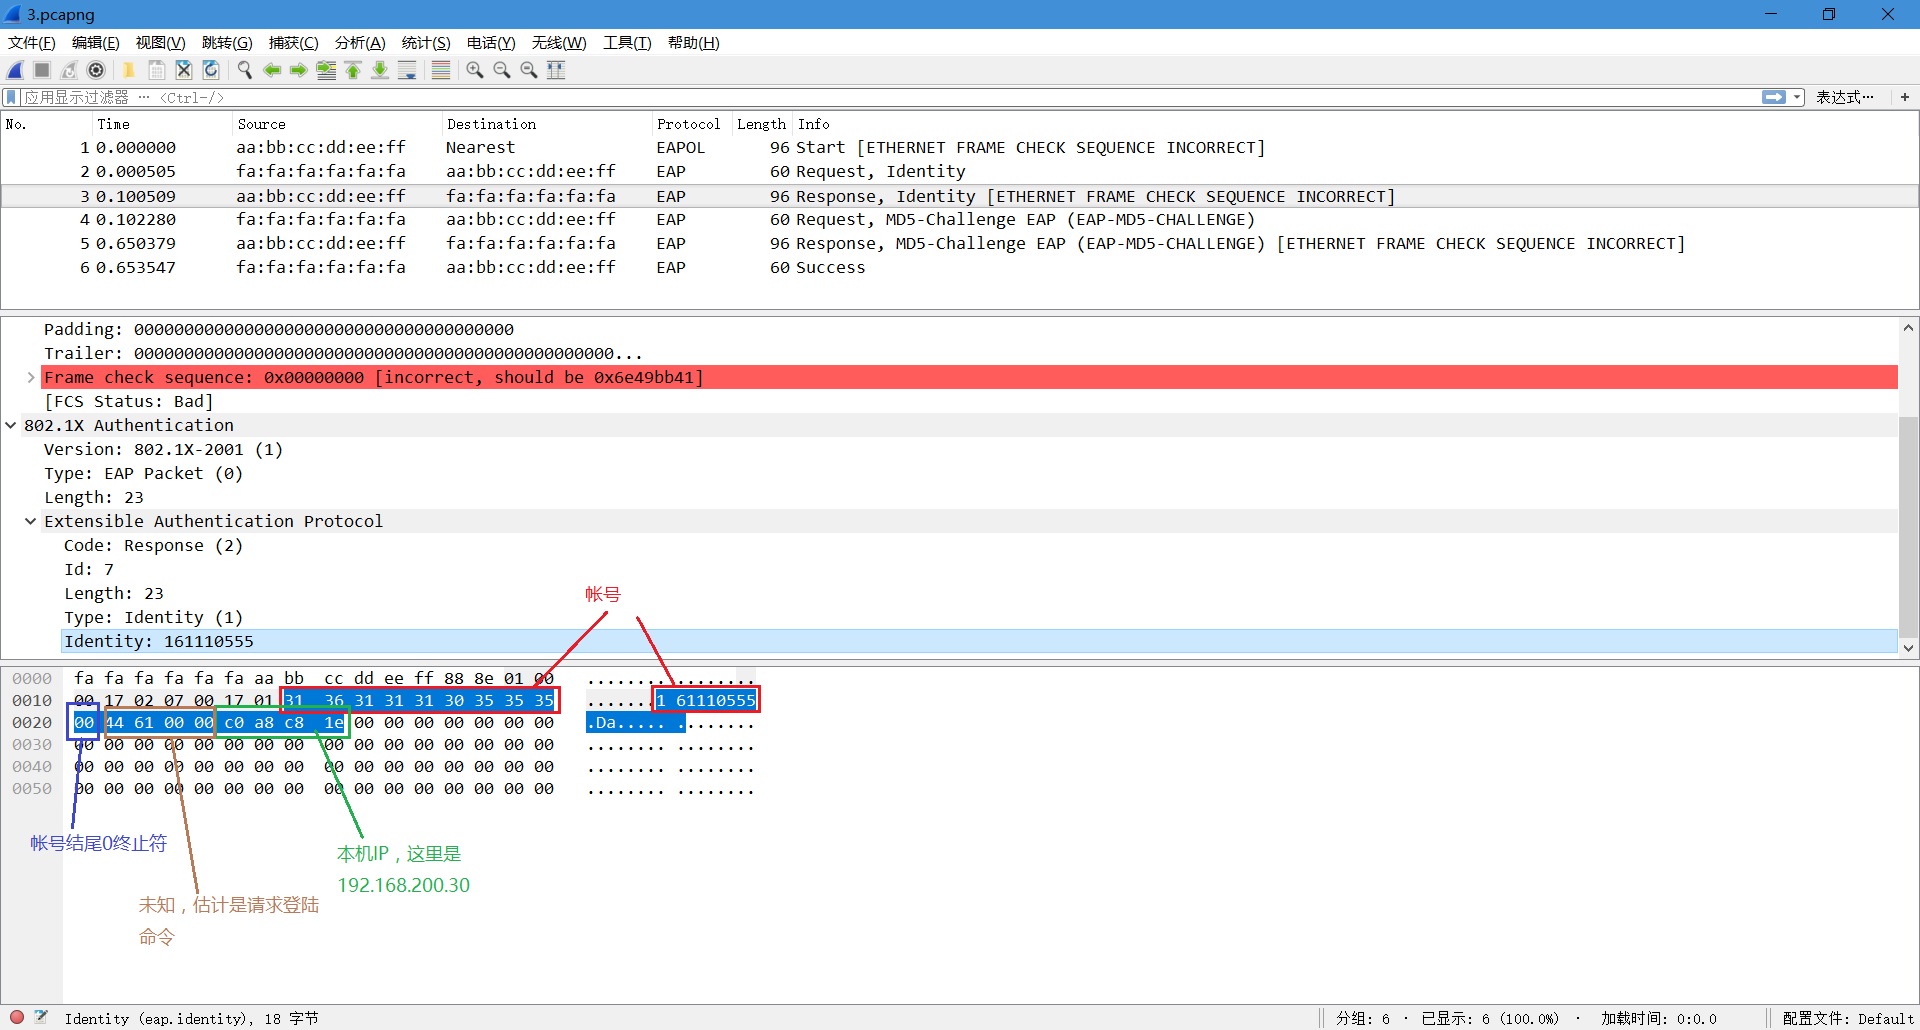 3.pcapng
文件(F) 编辑(E) 视图(V) 跳转(G) 捕获(C) 分析(A) 统计(S) 电话(Y) 无线(W) 工具(T) 帮助(H)
应用显示过滤器 … <Ctrl-/> 表达式… +
No. Time Source Destination Protocol Length Info
1 0.000000 aa:bb:cc:dd:ee:ff Nearest EAPOL 96 Start [ETHERNET FRAME CHECK SEQUENCE INCORRECT]
2 0.000505 fa:fa:fa:fa:fa:fa aa:bb:cc:dd:ee:ff EAP 60 Request, Identity
3 0.100509 aa:bb:cc:dd:ee:ff fa:fa:fa:fa:fa:fa EAP 96 Response, Identity [ETHERNET FRAME CHECK SEQUENCE INCORRECT]
4 0.102280 fa:fa:fa:fa:fa:fa aa:bb:cc:dd:ee:ff EAP 60 Request, MD5-Challenge EAP (EAP-MD5-CHALLENGE)
5 0.650379 aa:bb:cc:dd:ee:ff fa:fa:fa:fa:fa:fa EAP 96 Response, MD5-Challenge EAP (EAP-MD5-CHALLENGE) [ETHERNET FRAME CHECK SEQUENCE INCORRECT]
6 0.653547 fa:fa:fa:fa:fa:fa aa:bb:cc:dd:ee:ff EAP 60 Success
Padding: 00000000000000000000000000000000000000
Trailer: 000000000000000000000000000000000000000000000000...
Frame check sequence: 0x00000000 [incorrect, should be 0x6e49bb41]
[FCS Status: Bad]
802.1X Authentication
Version: 802.1X-2001 (1)
Type: EAP Packet (0)
Length: 23
Extensible Authentication Protocol
Code: Response (2)
Id: 7
Length: 23
Type: Identity (1)
Identity: 161110555
帐号
0000 fa fa fa fa fa fa aa bb cc dd ee ff 88 8e 01 00 ........ ........
0010 00 17 02 07 00 17 01 31 36 31 31 31 30 35 35 35 .......1 61110555
0020 00 44 61 00 00 c0 a8 c8 1e 00 00 00 00 00 00 00 .Da..... ........
0030 00 00 00 00 00 00 00 00 00 00 00 00 00 00 00 00 ........ ........
0040 00 00 00 00 00 00 00 00 00 00 00 00 00 00 00 00 ........ ........
0050 00 00 00 00 00 00 00 00 00 00 00 00 00 00 00 00 ........ ........
帐号结尾0终止符
本机IP，这里是
192.168.200.30
未知，估计是请求登陆
命令
Identity (eap.identity), 18 字节 分组: 6 · 已显示: 6 (100.0%) · 加载时间: 0:0.0 配置文件: Default